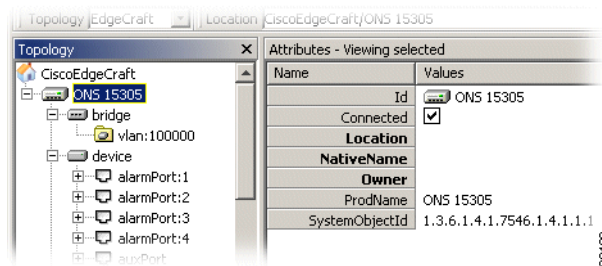 Topology EdgeCraft Location CiscoEdgeCraft/ONS 15305
Topology X Attributes - Viewing selected
Name Values
CiscoEdgeCraft
ONS 15305
bridge
vlan:100000
device
alarmPort:1
alarmPort:2
alarmPort:3
alarmPort:4
auxPort
Id ONS 15305
Connected
Location
NativeName
Owner
ProdName ONS 15305
SystemObjectId 1.3.6.1.4.1.7546.1.4.1.1.1